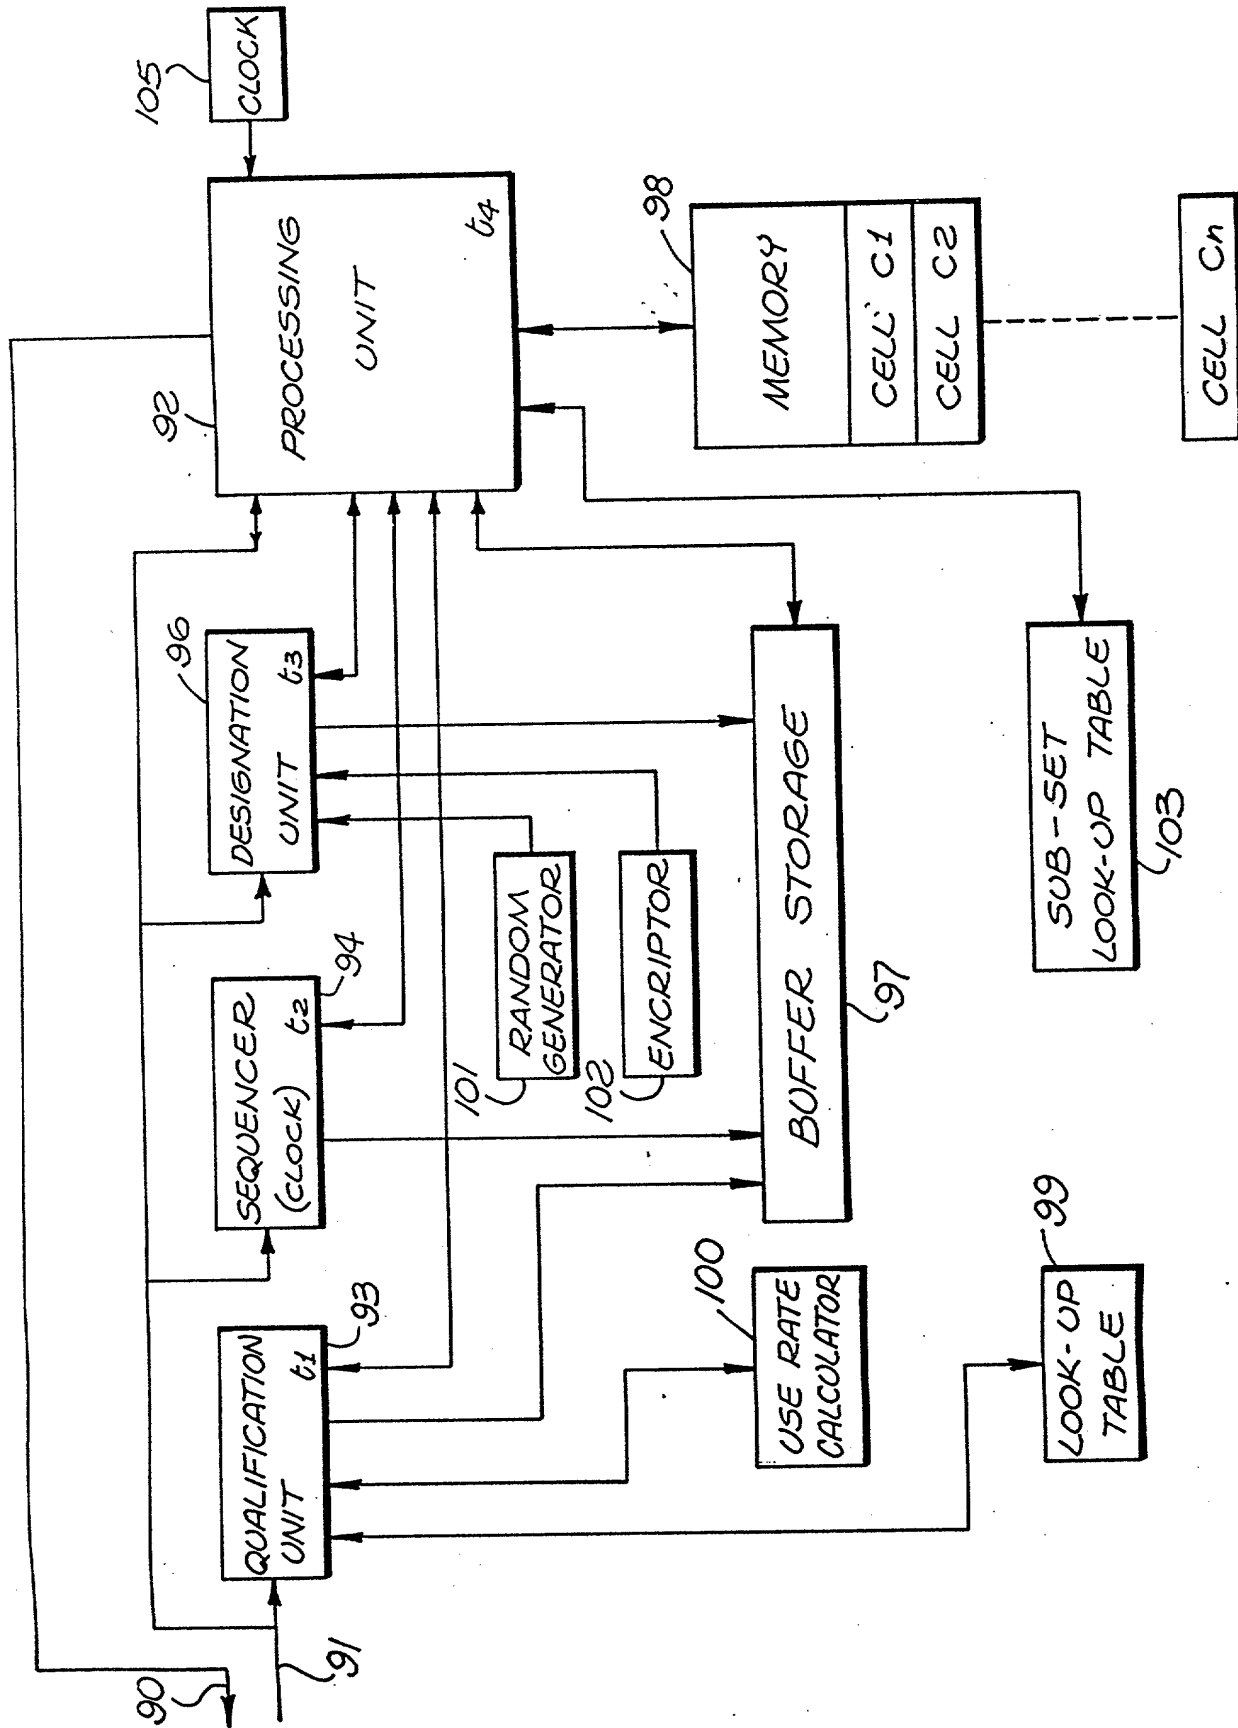 90
91
QUALIFICATION
UNIT
t1
93
SEQUENCER
(CLOCK)
t2
94
DESIGNATION
UNIT
t3
96
PROCESSING
UNIT
t4
92
CLOCK
105
RANDOM
GENERATOR
101
ENCRIPTOR
102
USE RATE
CALCULATOR
100
BUFFER STORAGE
97
MEMORY
CELL C1
CELL C2
98
CELL Cn
LOOK-UP
TABLE
99
SUB-SET
LOOK-UP TABLE
103